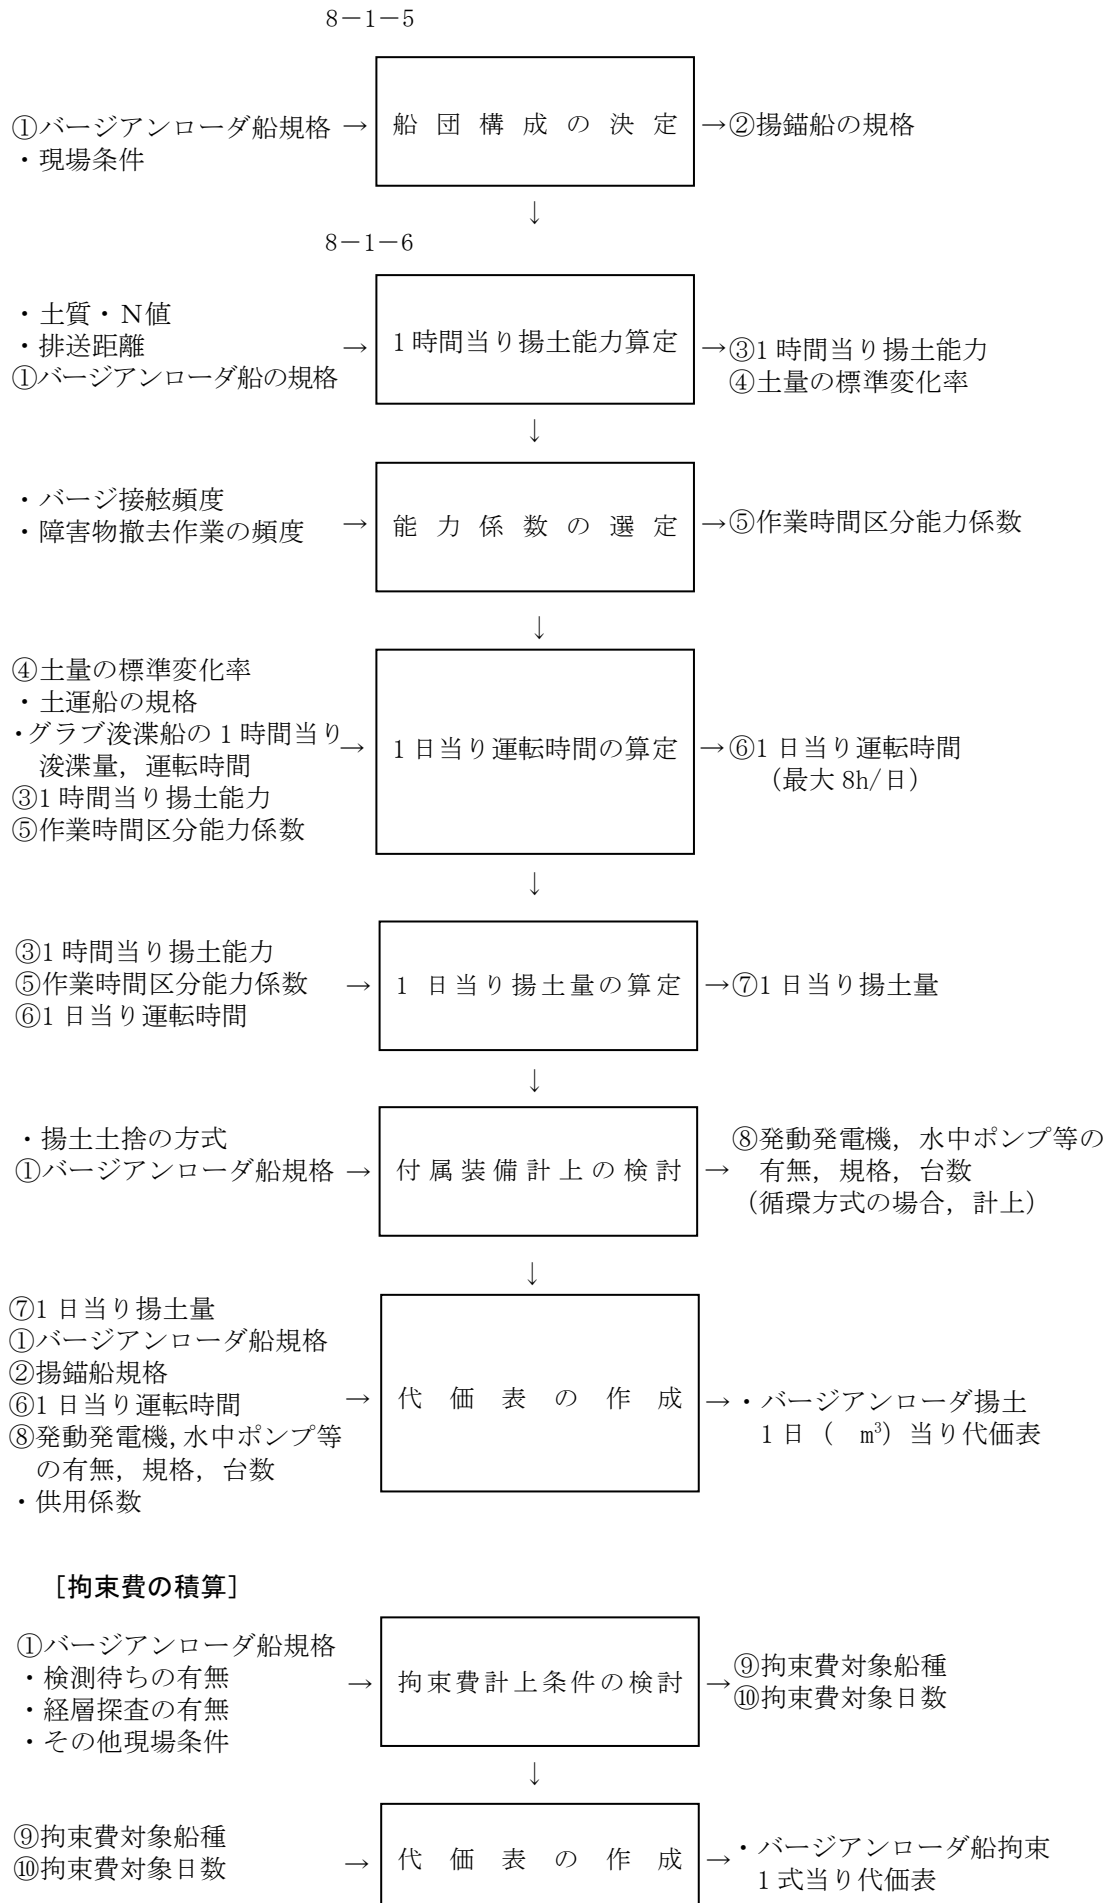 8－1－5
①バージアンローダ船規格 → 船団構成の決定 →②揚錨船の規格
・現場条件
↓
8－1－6
・土質・Ｎ値
・排送距離
①バージアンローダ船の規格
→ 1時間当り揚土能力算定 →③1時間当り揚土能力
④土量の標準変化率
↓
・バージ接舷頻度
・障害物撤去作業の頻度
→ 能力係数の選定 →⑤作業時間区分能力係数
↓
④土量の標準変化率
・土運船の規格
・グラブ浚渫船の1時間当り
浚渫量，運転時間
③1時間当り揚土能力
⑤作業時間区分能力係数
→ 1日当り運転時間の算定 →⑥1日当り運転時間
（最大8h/日）
↓
③1時間当り揚土能力
⑤作業時間区分能力係数
⑥1日当り運転時間
→ 1日当り揚土量の算定 →⑦1日当り揚土量
↓
・揚土土捨の方式
①バージアンローダ船規格 → 付属装備計上の検討 →
⑧発動発電機，水中ポンプ等の
有無，規格，台数
（循環方式の場合，計上）
↓
⑦1日当り揚土量
①バージアンローダ船規格
②揚錨船規格
⑥1日当り運転時間
⑧発動発電機,水中ポンプ等
の有無，規格，台数
・供用係数
→ 代価表の作成 →・バージアンローダ揚土
1日（　m³）当り代価表
［拘束費の積算］
①バージアンローダ船規格
・検測待ちの有無
・経層探査の有無
・その他現場条件
→ 拘束費計上条件の検討 →
⑨拘束費対象船種
⑩拘束費対象日数
↓
⑨拘束費対象船種
⑩拘束費対象日数
→ 代価表の作成 →
・バージアンローダ船拘束
1式当り代価表